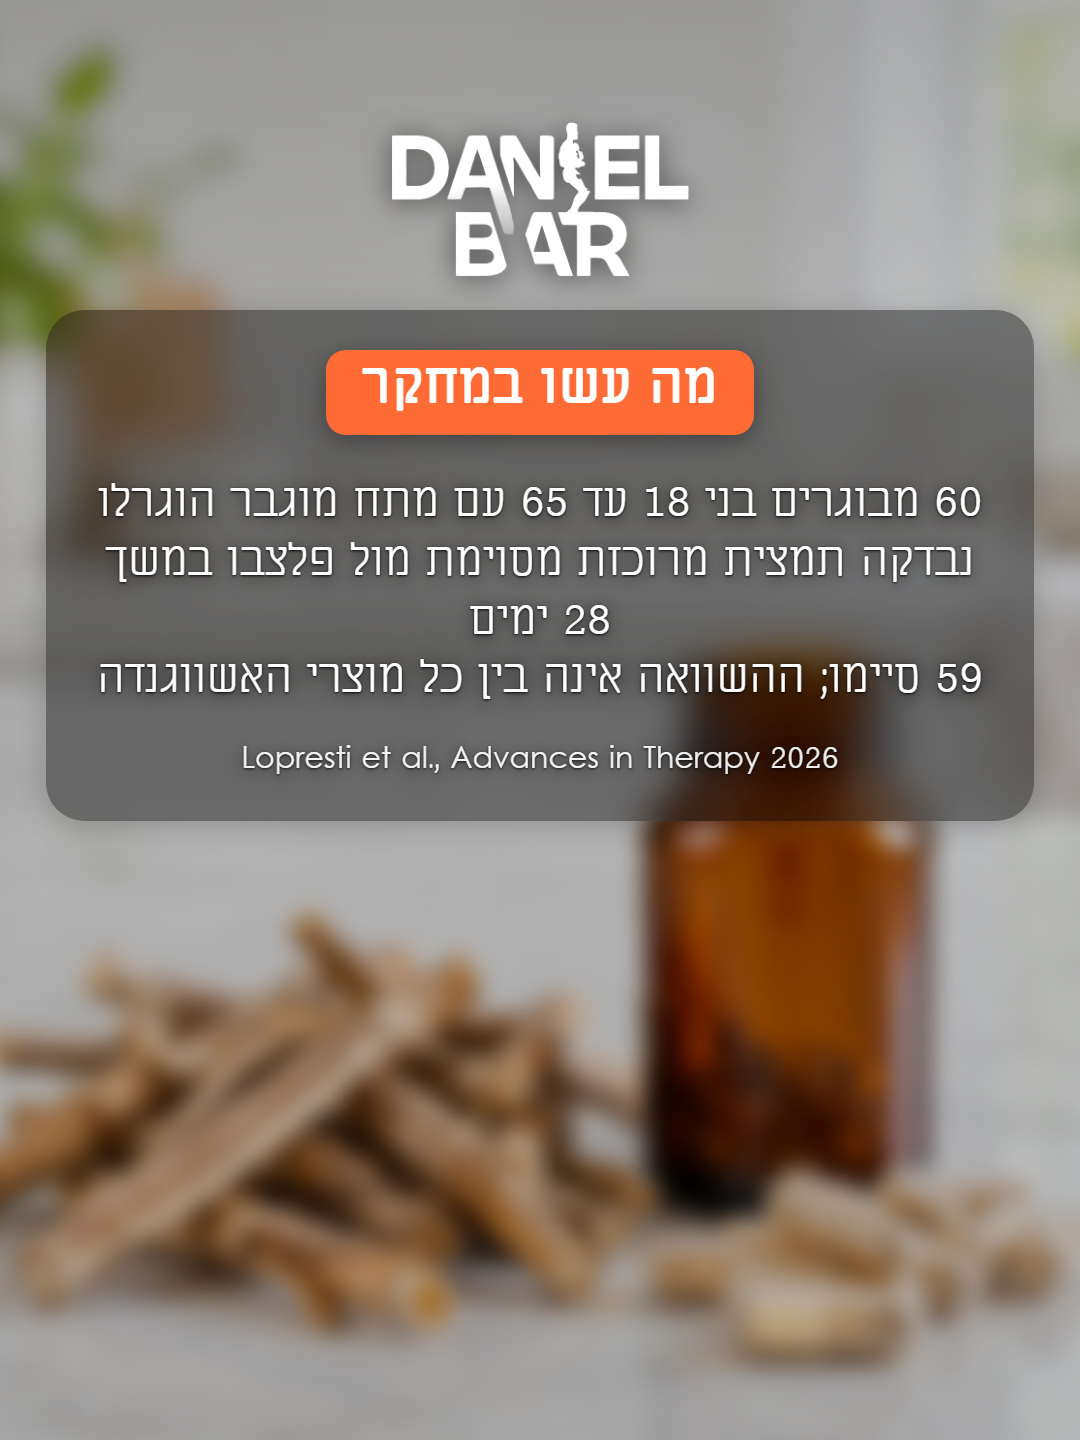 DANIEL
BAR
מה עשו במחקר
60 מבוגרים בני 18 עד 65 עם מתח מוגבר הוגרלו
נבדקה תמצית מרוכזת מסוימת מול פלצבו במשך
28 ימים
59 סיימו; ההשוואה אינה בין כל מוצרי האשווגנדה
Lopresti et al., Advances in Therapy 2026